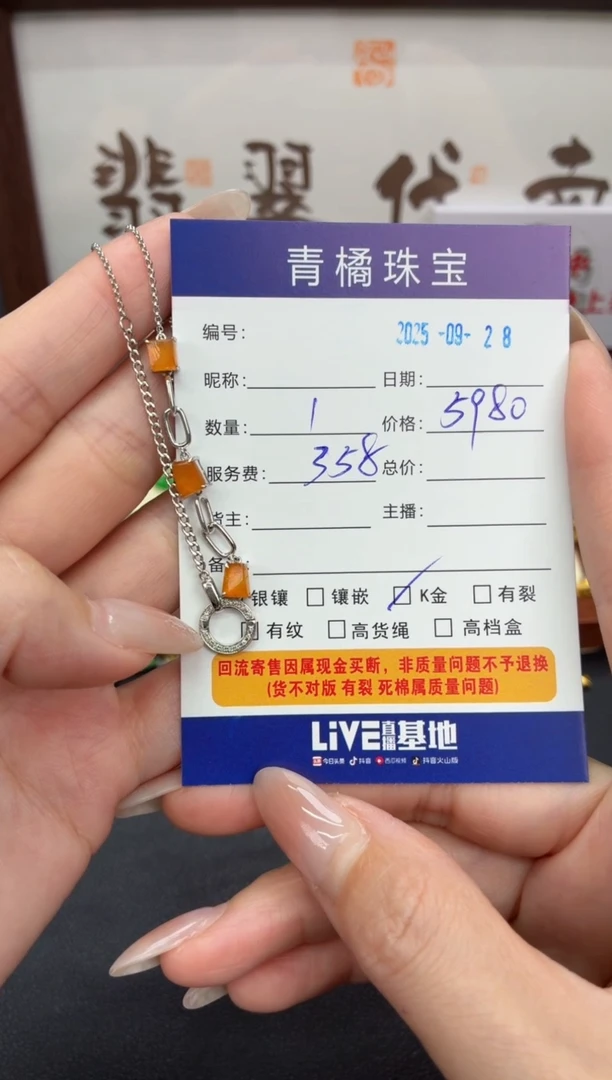 翡翠代商
青橘珠宝
编号: 2025-09-28
昵称: 日期:
数量: 1 价格: 5980
服务费: 358 总价:
货主: 主播:
备
银镶 镶嵌 K金 有裂
有纹 高货绳 高档盒
回流寄售因属现金买断，非质量问题不予退换
(货不对版 有裂 死棉属质量问题)
LiVE直播基地
今日头条 抖音 西瓜视频 抖音火山版